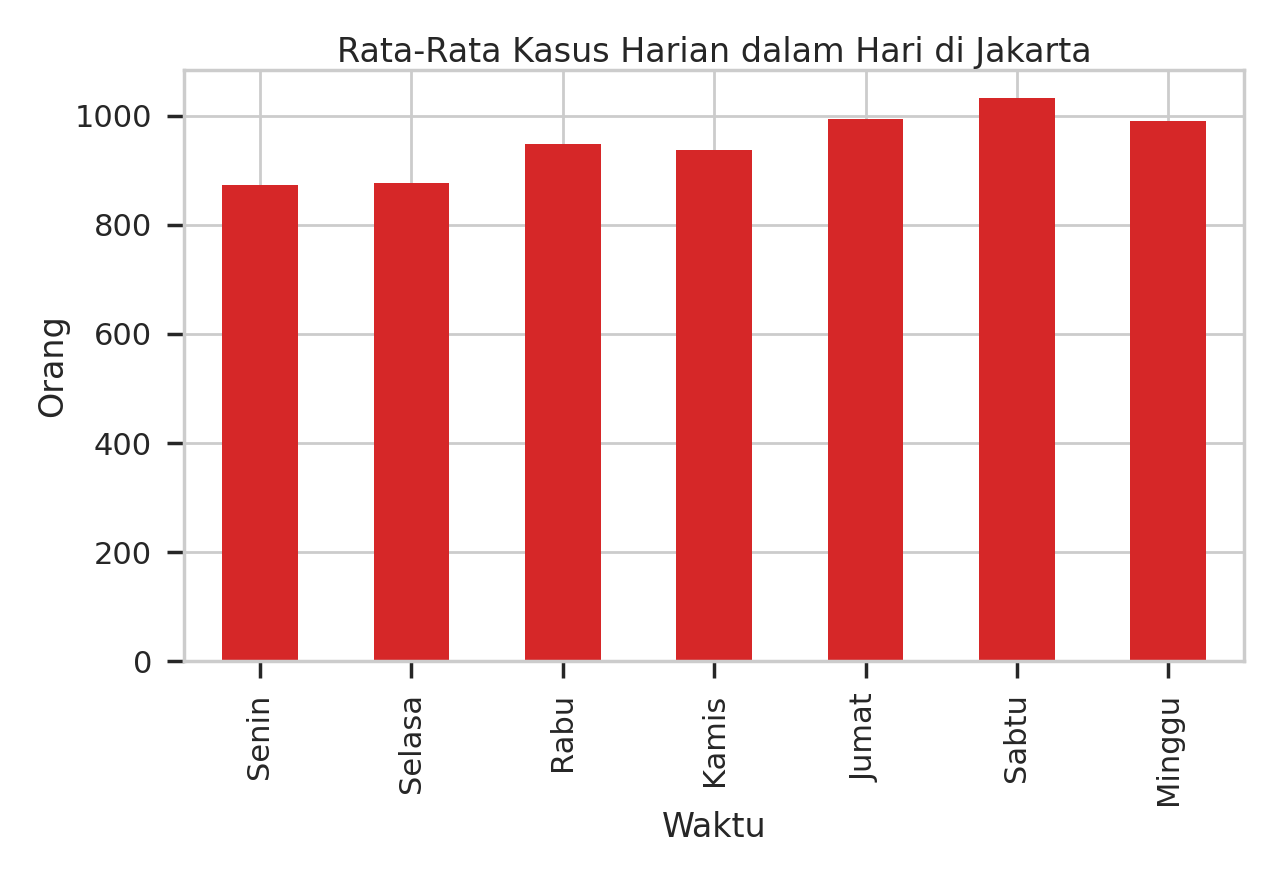 Rata-Rata Kasus Harian dalam Hari di Jakarta
1000
800
600
400
200
0
Orang
Senin
Selasa
Rabu
Kamis
Jumat
Sabtu
Minggu
Waktu